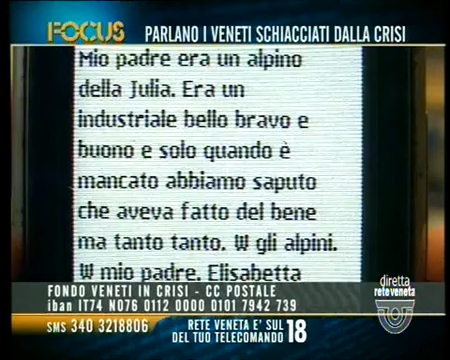 FOCUS PARLANO I VENETI SCHIACCIATI DALLA CRISI
Mio padre era un alpino
della Julia. Era un
industriale bello bravo e
buono e solo quando è
mancato abbiamo saputo
che aveva fatto del bene
ma tanto tanto. W gli alpini.
W mio padre. Elisabetta
diretta
reteveneta
FONDO VENETI IN CRISI - CC POSTALE
iban IT74 N076 0112 0000 0101 7942 739
SMS 340 3218806
RETE VENETA E' SUL
DEL TUO TELECOMANDO 18